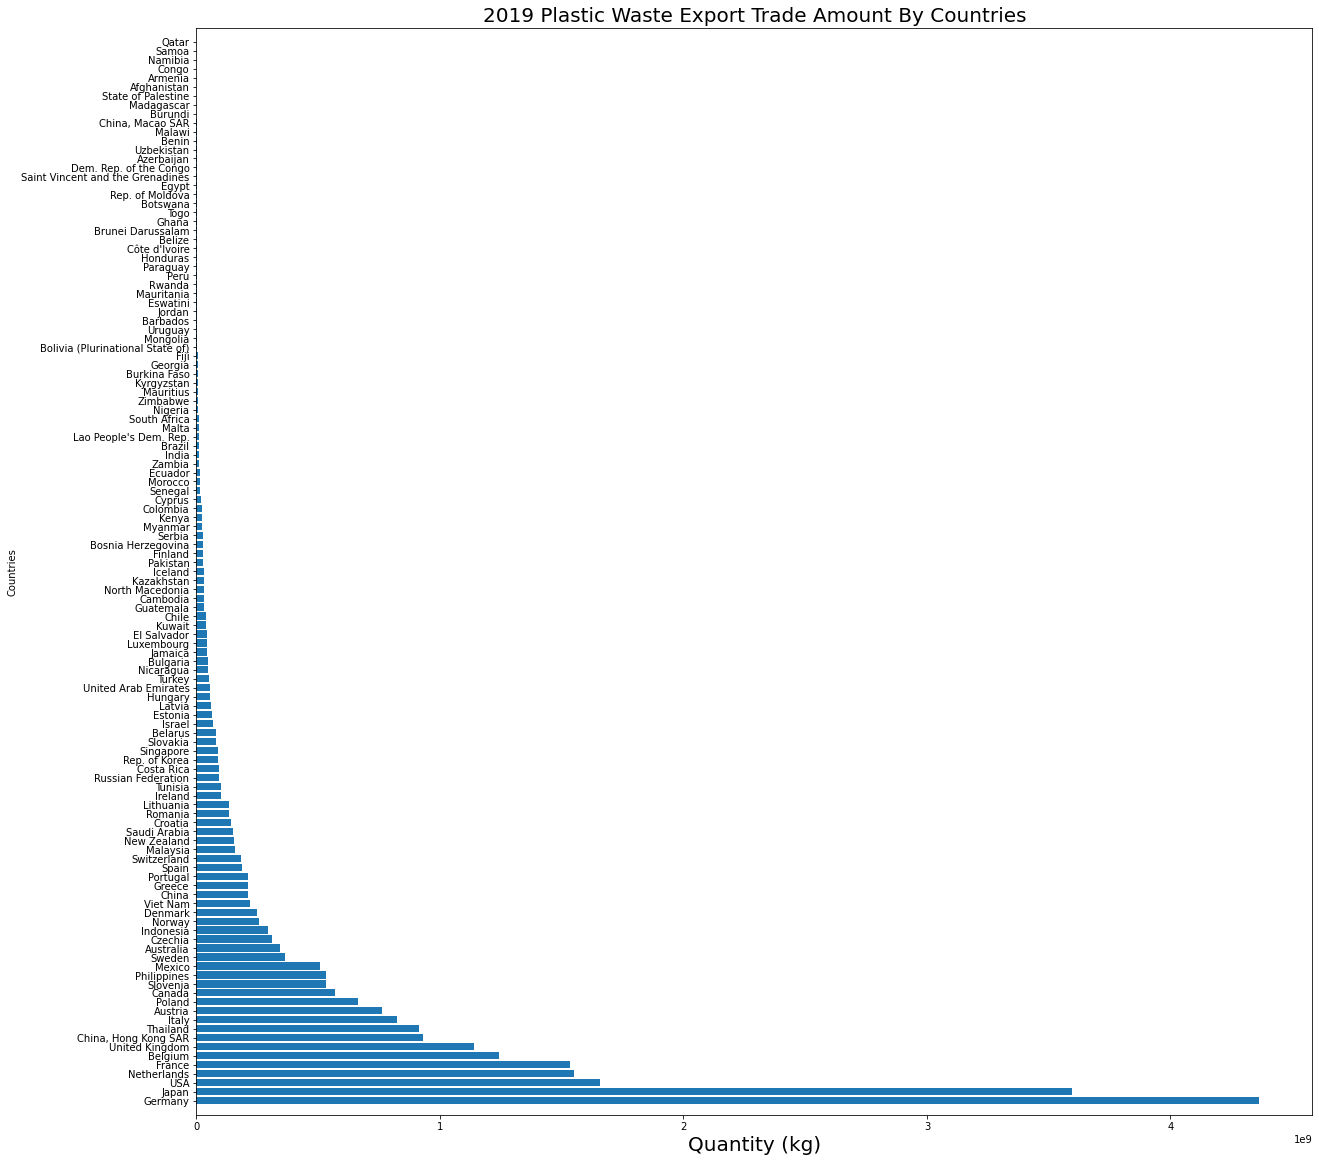 2019 Plastic Waste Export Trade Amount By Countries
Qatar
Samoa
Namibia
Congo
Armenia
Afghanistan
State of Palestine
Madagascar
Burundi
China, Macao SAR
Malawi
Benin
Uzbekistan
Azerbaijan
Dem. Rep. of the Congo
Saint Vincent and the Grenadines
Egypt
Rep. of Moldova
Botswana
Togo
Ghana
Brunei Darussalam
Belize
Côte d'Ivoire
Honduras
Paraguay
Peru
Rwanda
Mauritania
Eswatini
Jordan
Barbados
Uruguay
Mongolia
Bolivia (Plurinational State of)
Fiji
Georgia
Burkina Faso
Kyrgyzstan
Mauritius
Zimbabwe
Nigeria
South Africa
Malta
Lao People's Dem. Rep.
Brazil
India
Zambia
Ecuador
Morocco
Senegal
Cyprus
Colombia
Kenya
Myanmar
Serbia
Bosnia Herzegovina
Finland
Pakistan
Iceland
Kazakhstan
North Macedonia
Cambodia
Guatemala
Chile
Kuwait
El Salvador
Luxembourg
Jamaica
Bulgaria
Nicaragua
Turkey
United Arab Emirates
Hungary
Latvia
Estonia
Israel
Belarus
Slovakia
Singapore
Rep. of Korea
Costa Rica
Russian Federation
Tunisia
Ireland
Lithuania
Romania
Croatia
Saudi Arabia
New Zealand
Malaysia
Switzerland
Spain
Portugal
Greece
China
Viet Nam
Denmark
Norway
Indonesia
Czechia
Australia
Sweden
Mexico
Philippines
Slovenia
Canada
Poland
Austria
Italy
Thailand
China, Hong Kong SAR
United Kingdom
Belgium
France
Netherlands
USA
Japan
Germany
Countries
0 1 2 3 4
1e9
Quantity (kg)